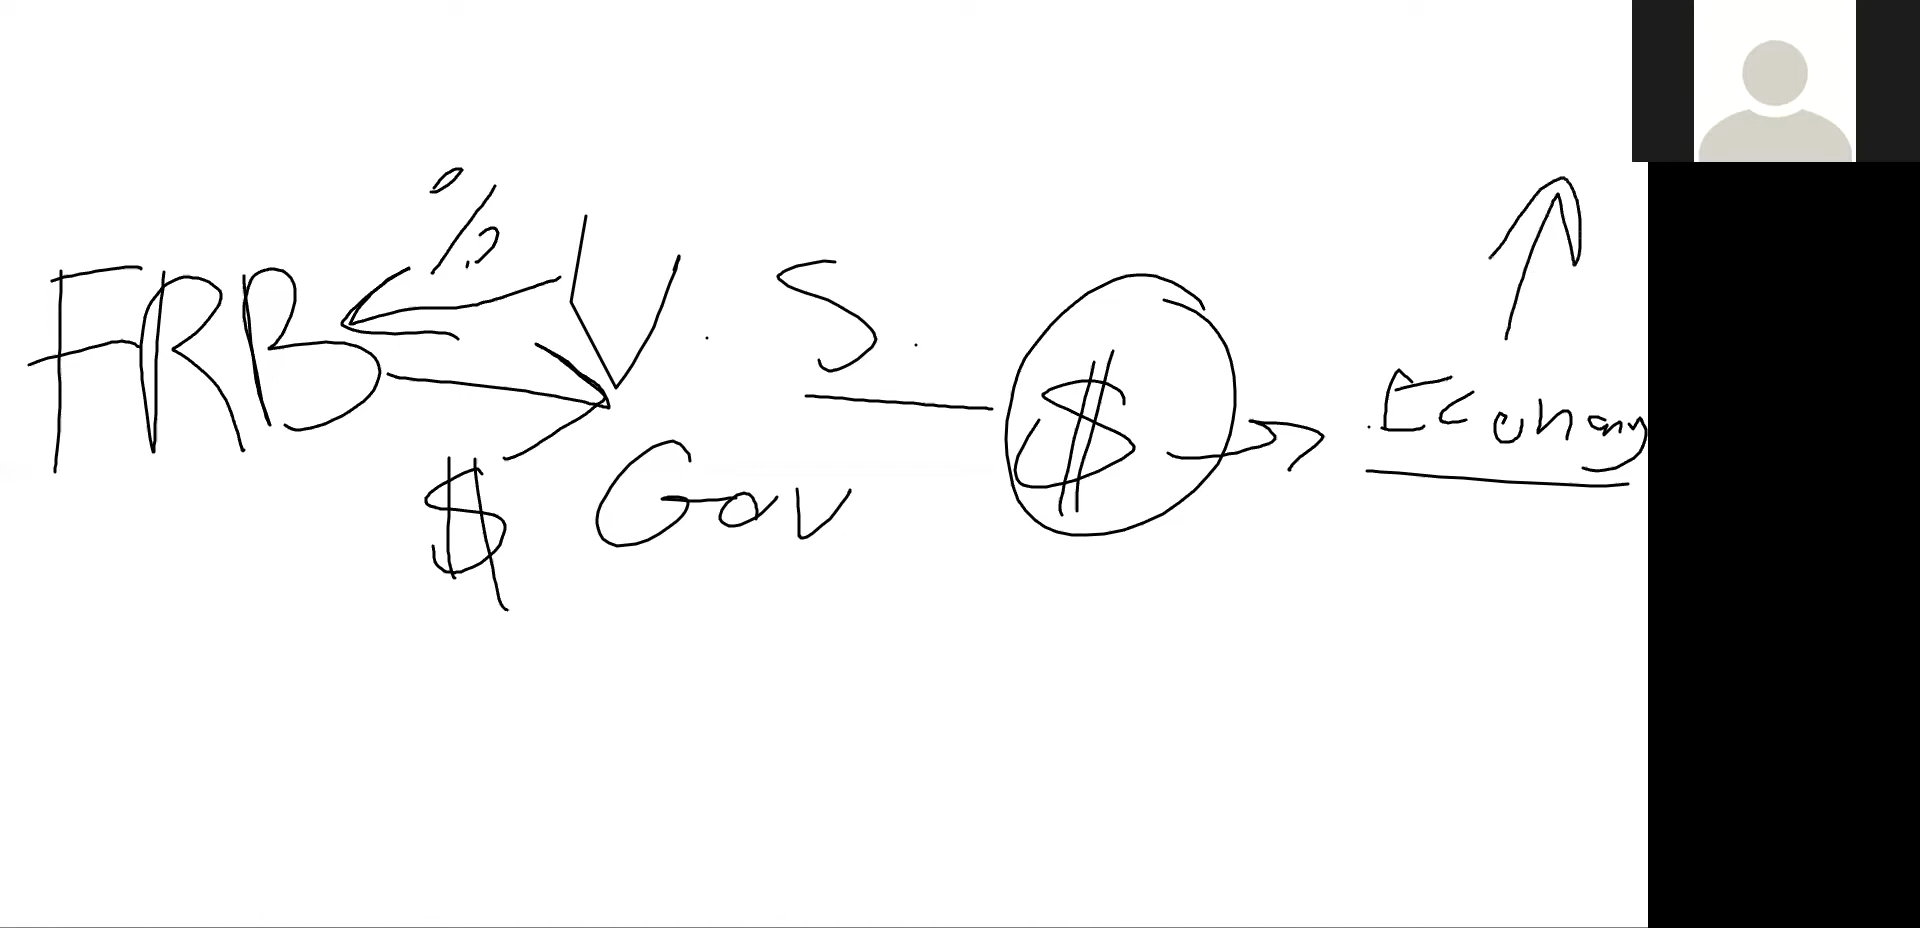 %
FRB U. S.
$ Economy
$ Gov